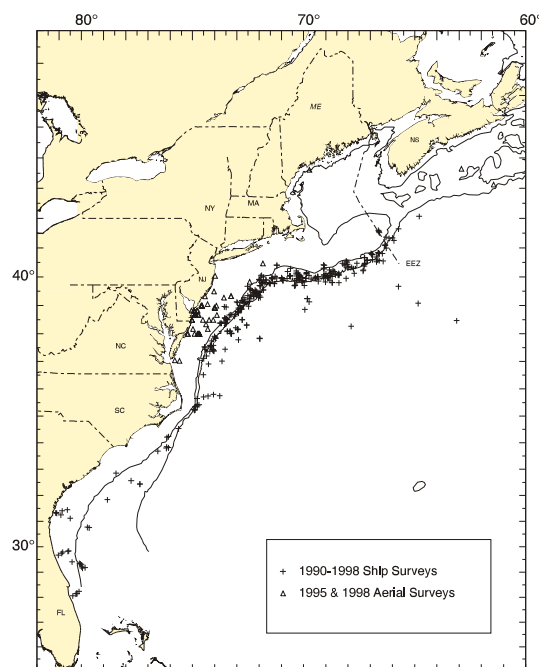 80° 70° 60°
ME
NS
NY MA
EEZ
NJ
40°
NC
SC
30°
+ 1990-1998 Ship Surveys
△ 1995 & 1998 Aerial Surveys
FL